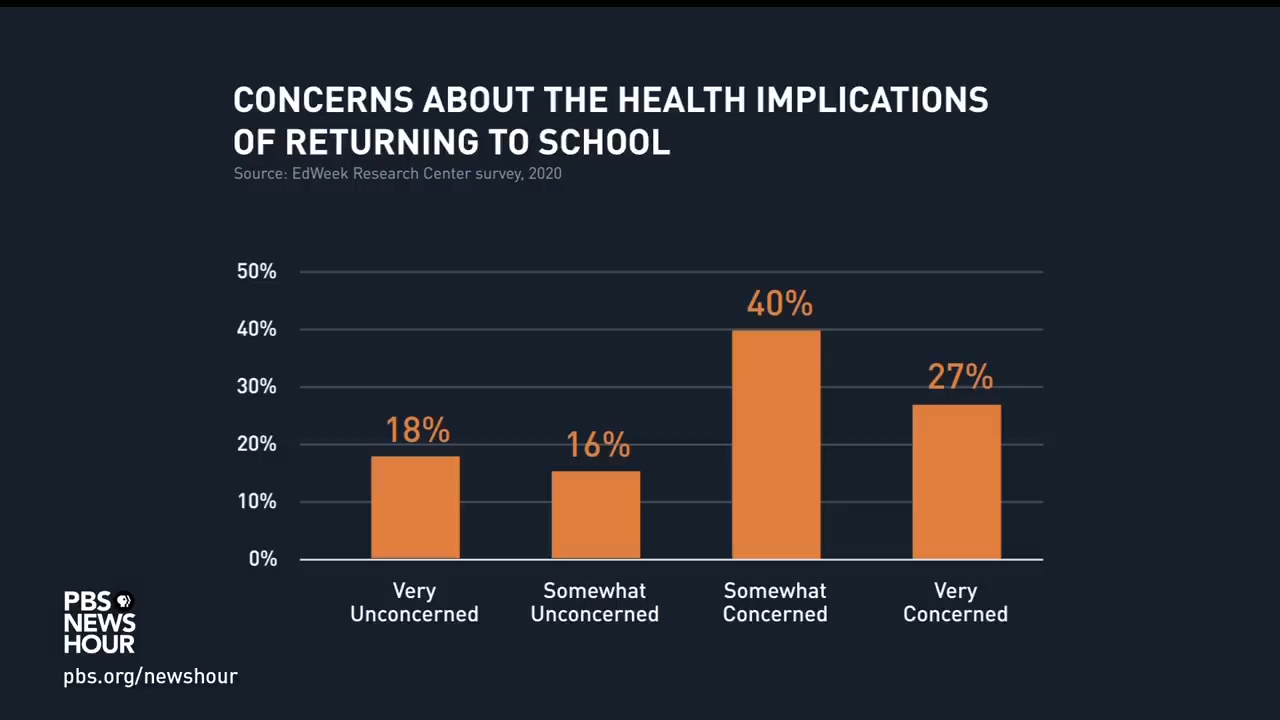 CONCERNS ABOUT THE HEALTH IMPLICATIONS
OF RETURNING TO SCHOOL
Source: EdWeek Research Center survey, 2020
50%
40%
30%
20%
10%
0%
18%
16%
40%
27%
Very
Unconcerned
Somewhat
Unconcerned
Somewhat
Concerned
Very
Concerned
PBS
NEWS
HOUR
pbs.org/newshour